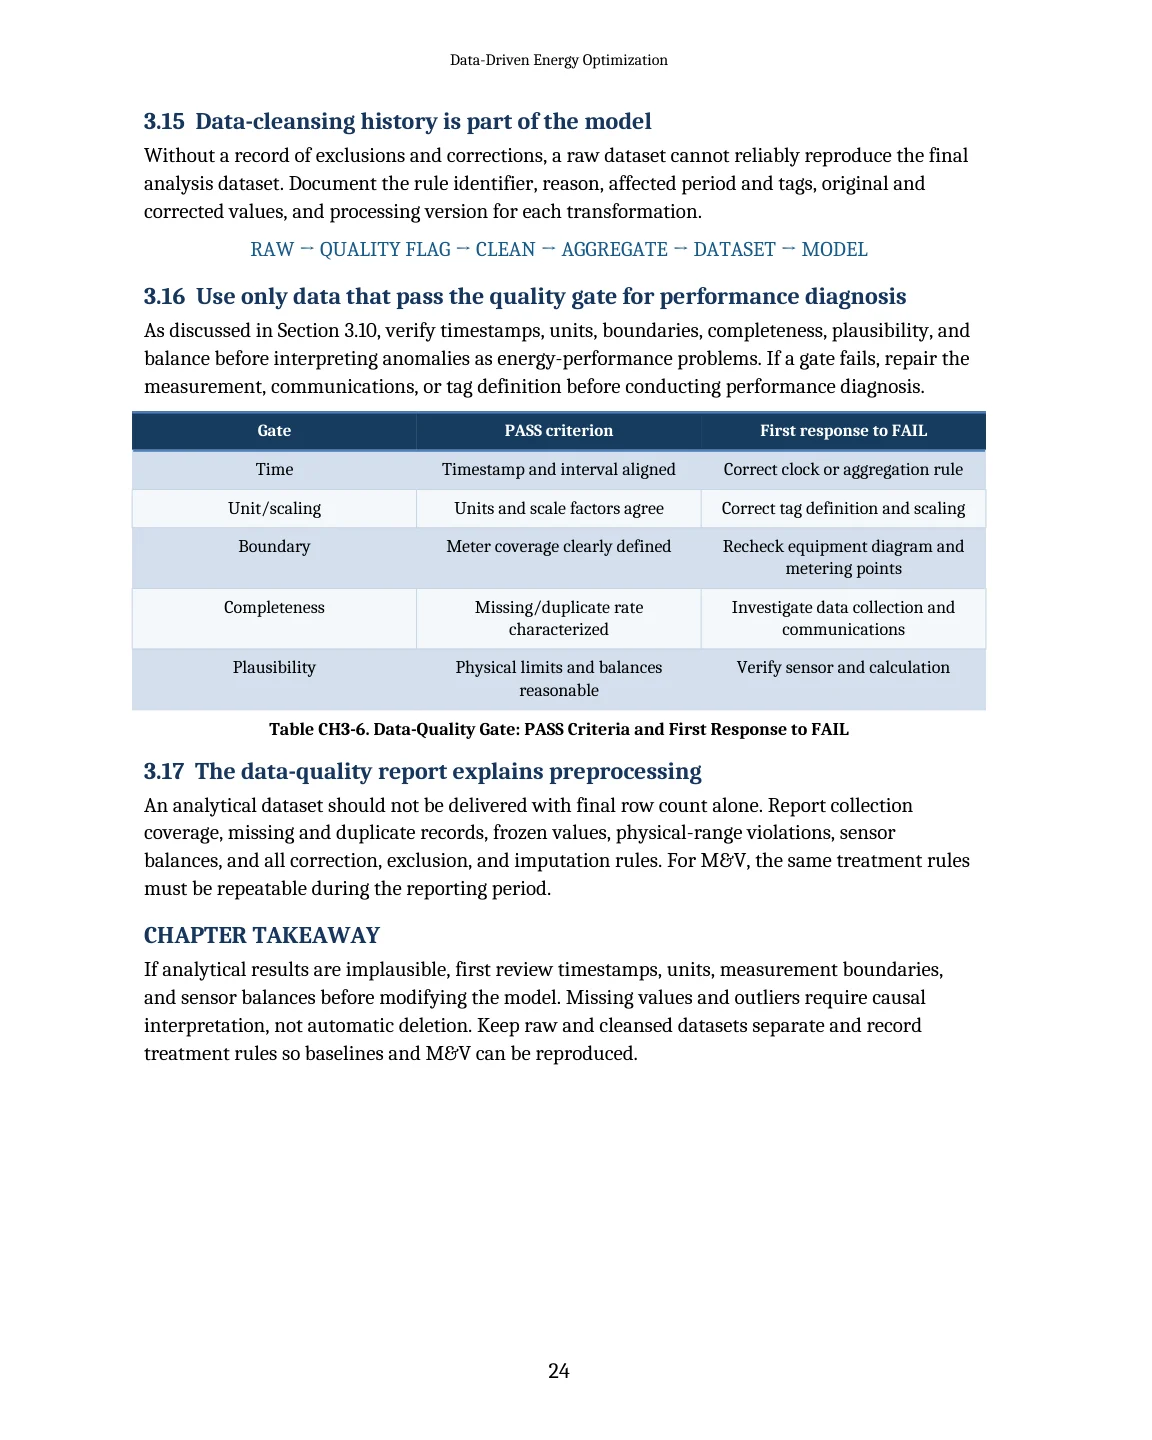 Data-Driven Energy Optimization
3.15 Data-cleansing history is part of the model
Without a record of exclusions and corrections, a raw dataset cannot reliably reproduce the final
analysis dataset. Document the rule identifier, reason, affected period and tags, original and
corrected values, and processing version for each transformation.
RAW → QUALITY FLAG → CLEAN → AGGREGATE → DATASET → MODEL
3.16 Use only data that pass the quality gate for performance diagnosis
As discussed in Section 3.10, verify timestamps, units, boundaries, completeness, plausibility, and
balance before interpreting anomalies as energy-performance problems. If a gate fails, repair the
measurement, communications, or tag definition before conducting performance diagnosis.
Gate PASS criterion First response to FAIL
Time Timestamp and interval aligned Correct clock or aggregation rule
Unit/scaling Units and scale factors agree Correct tag definition and scaling
Boundary Meter coverage clearly defined Recheck equipment diagram and
metering points
Completeness Missing/duplicate rate Investigate data collection and
characterized communications
Plausibility Physical limits and balances Verify sensor and calculation
reasonable
Table CH3-6. Data-Quality Gate: PASS Criteria and First Response to FAIL
3.17 The data-quality report explains preprocessing
An analytical dataset should not be delivered with final row count alone. Report collection
coverage, missing and duplicate records, frozen values, physical-range violations, sensor
balances, and all correction, exclusion, and imputation rules. For M&V, the same treatment rules
must be repeatable during the reporting period.
CHAPTER TAKEAWAY
If analytical results are implausible, first review timestamps, units, measurement boundaries,
and sensor balances before modifying the model. Missing values and outliers require causal
interpretation, not automatic deletion. Keep raw and cleansed datasets separate and record
treatment rules so baselines and M&V can be reproduced.
24